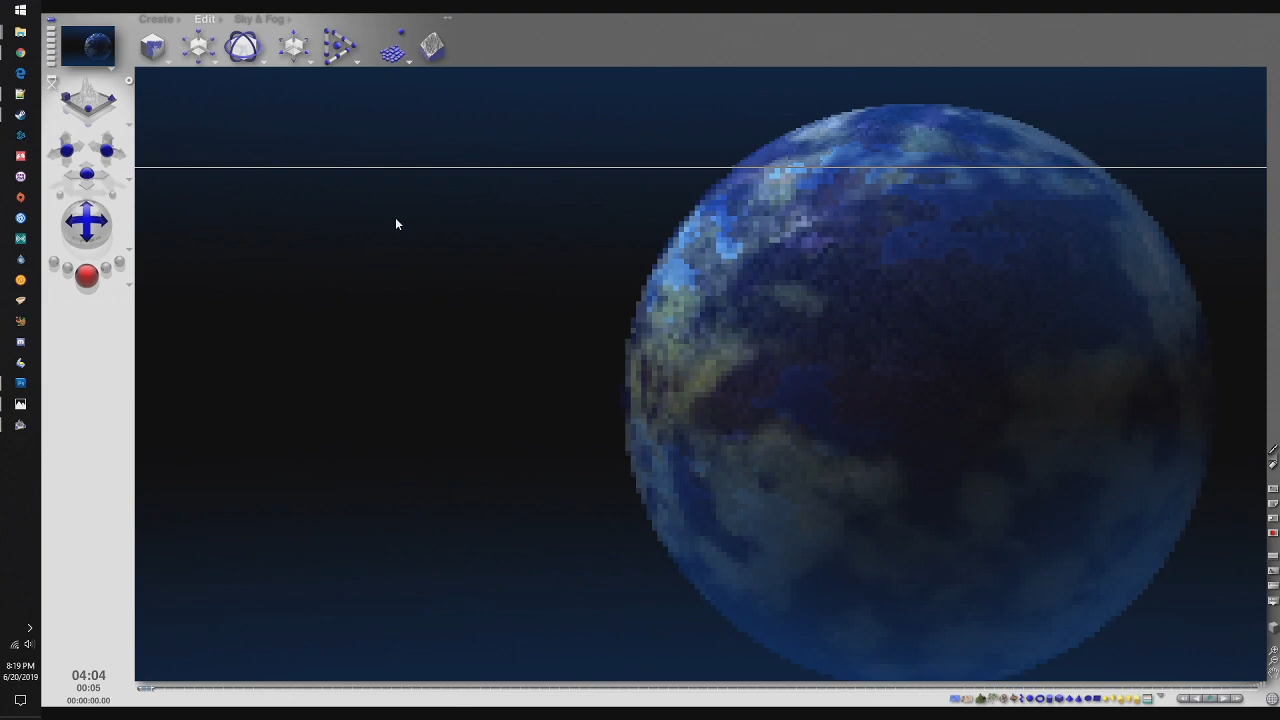 Create
Edit
Sky & Fog
8:19 PM
6/20/2019
04:04
00:05
00:00:00.00